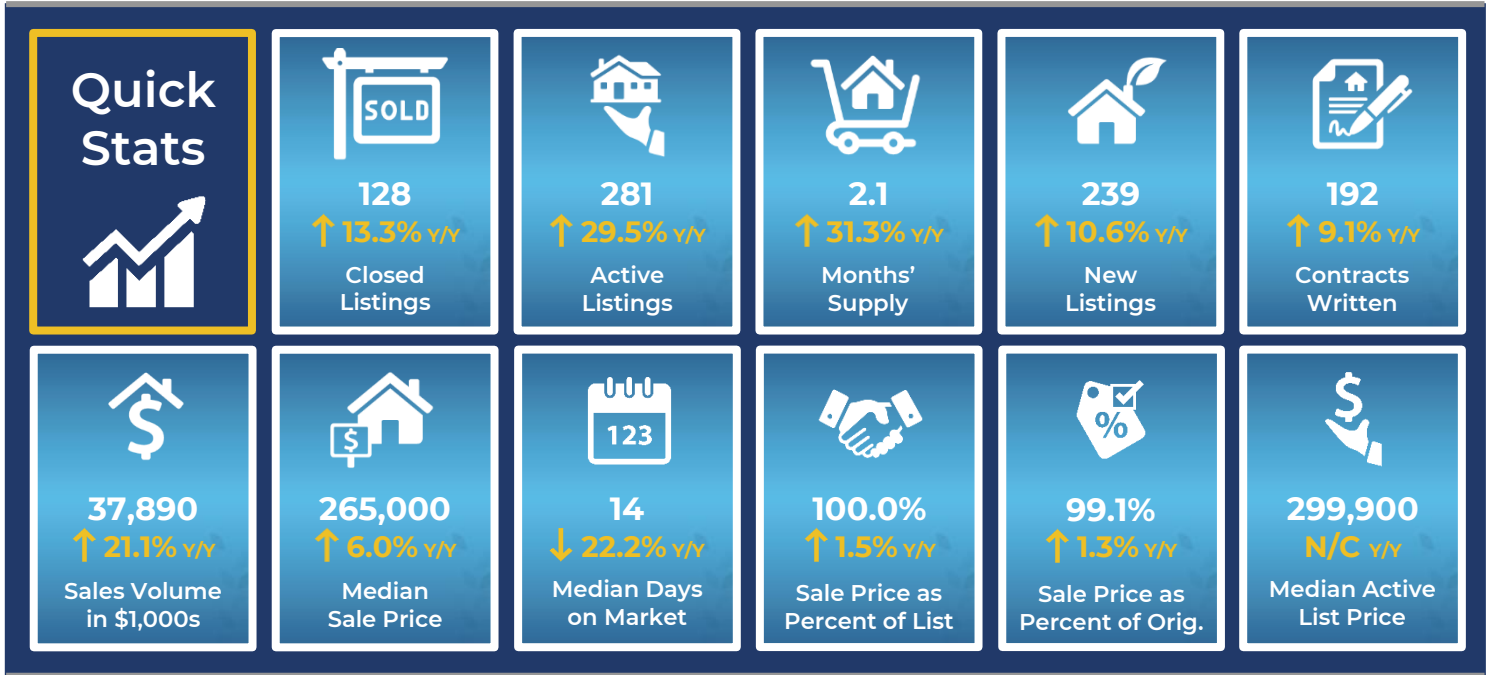 Quick
Stats
SOLD
128
↑ 13.3% Y/Y
Closed
Listings
281
↑ 29.5% Y/Y
Active
Listings
2.1
↑ 31.3% Y/Y
Months’
Supply
239
↑ 10.6% Y/Y
New
Listings
192
↑ 9.1% Y/Y
Contracts
Written
$
37,890
↑ 21.1% Y/Y
Sales Volume
in $1,000s
$
265,000
↑ 6.0% Y/Y
Median
Sale Price
123
14
↓ 22.2% Y/Y
Median Days
on Market
100.0%
↑ 1.5% Y/Y
Sale Price as
Percent of List
%
99.1%
↑ 1.3% Y/Y
Sale Price as
Percent of Orig.
$
299,900
N/C Y/Y
Median Active
List Price